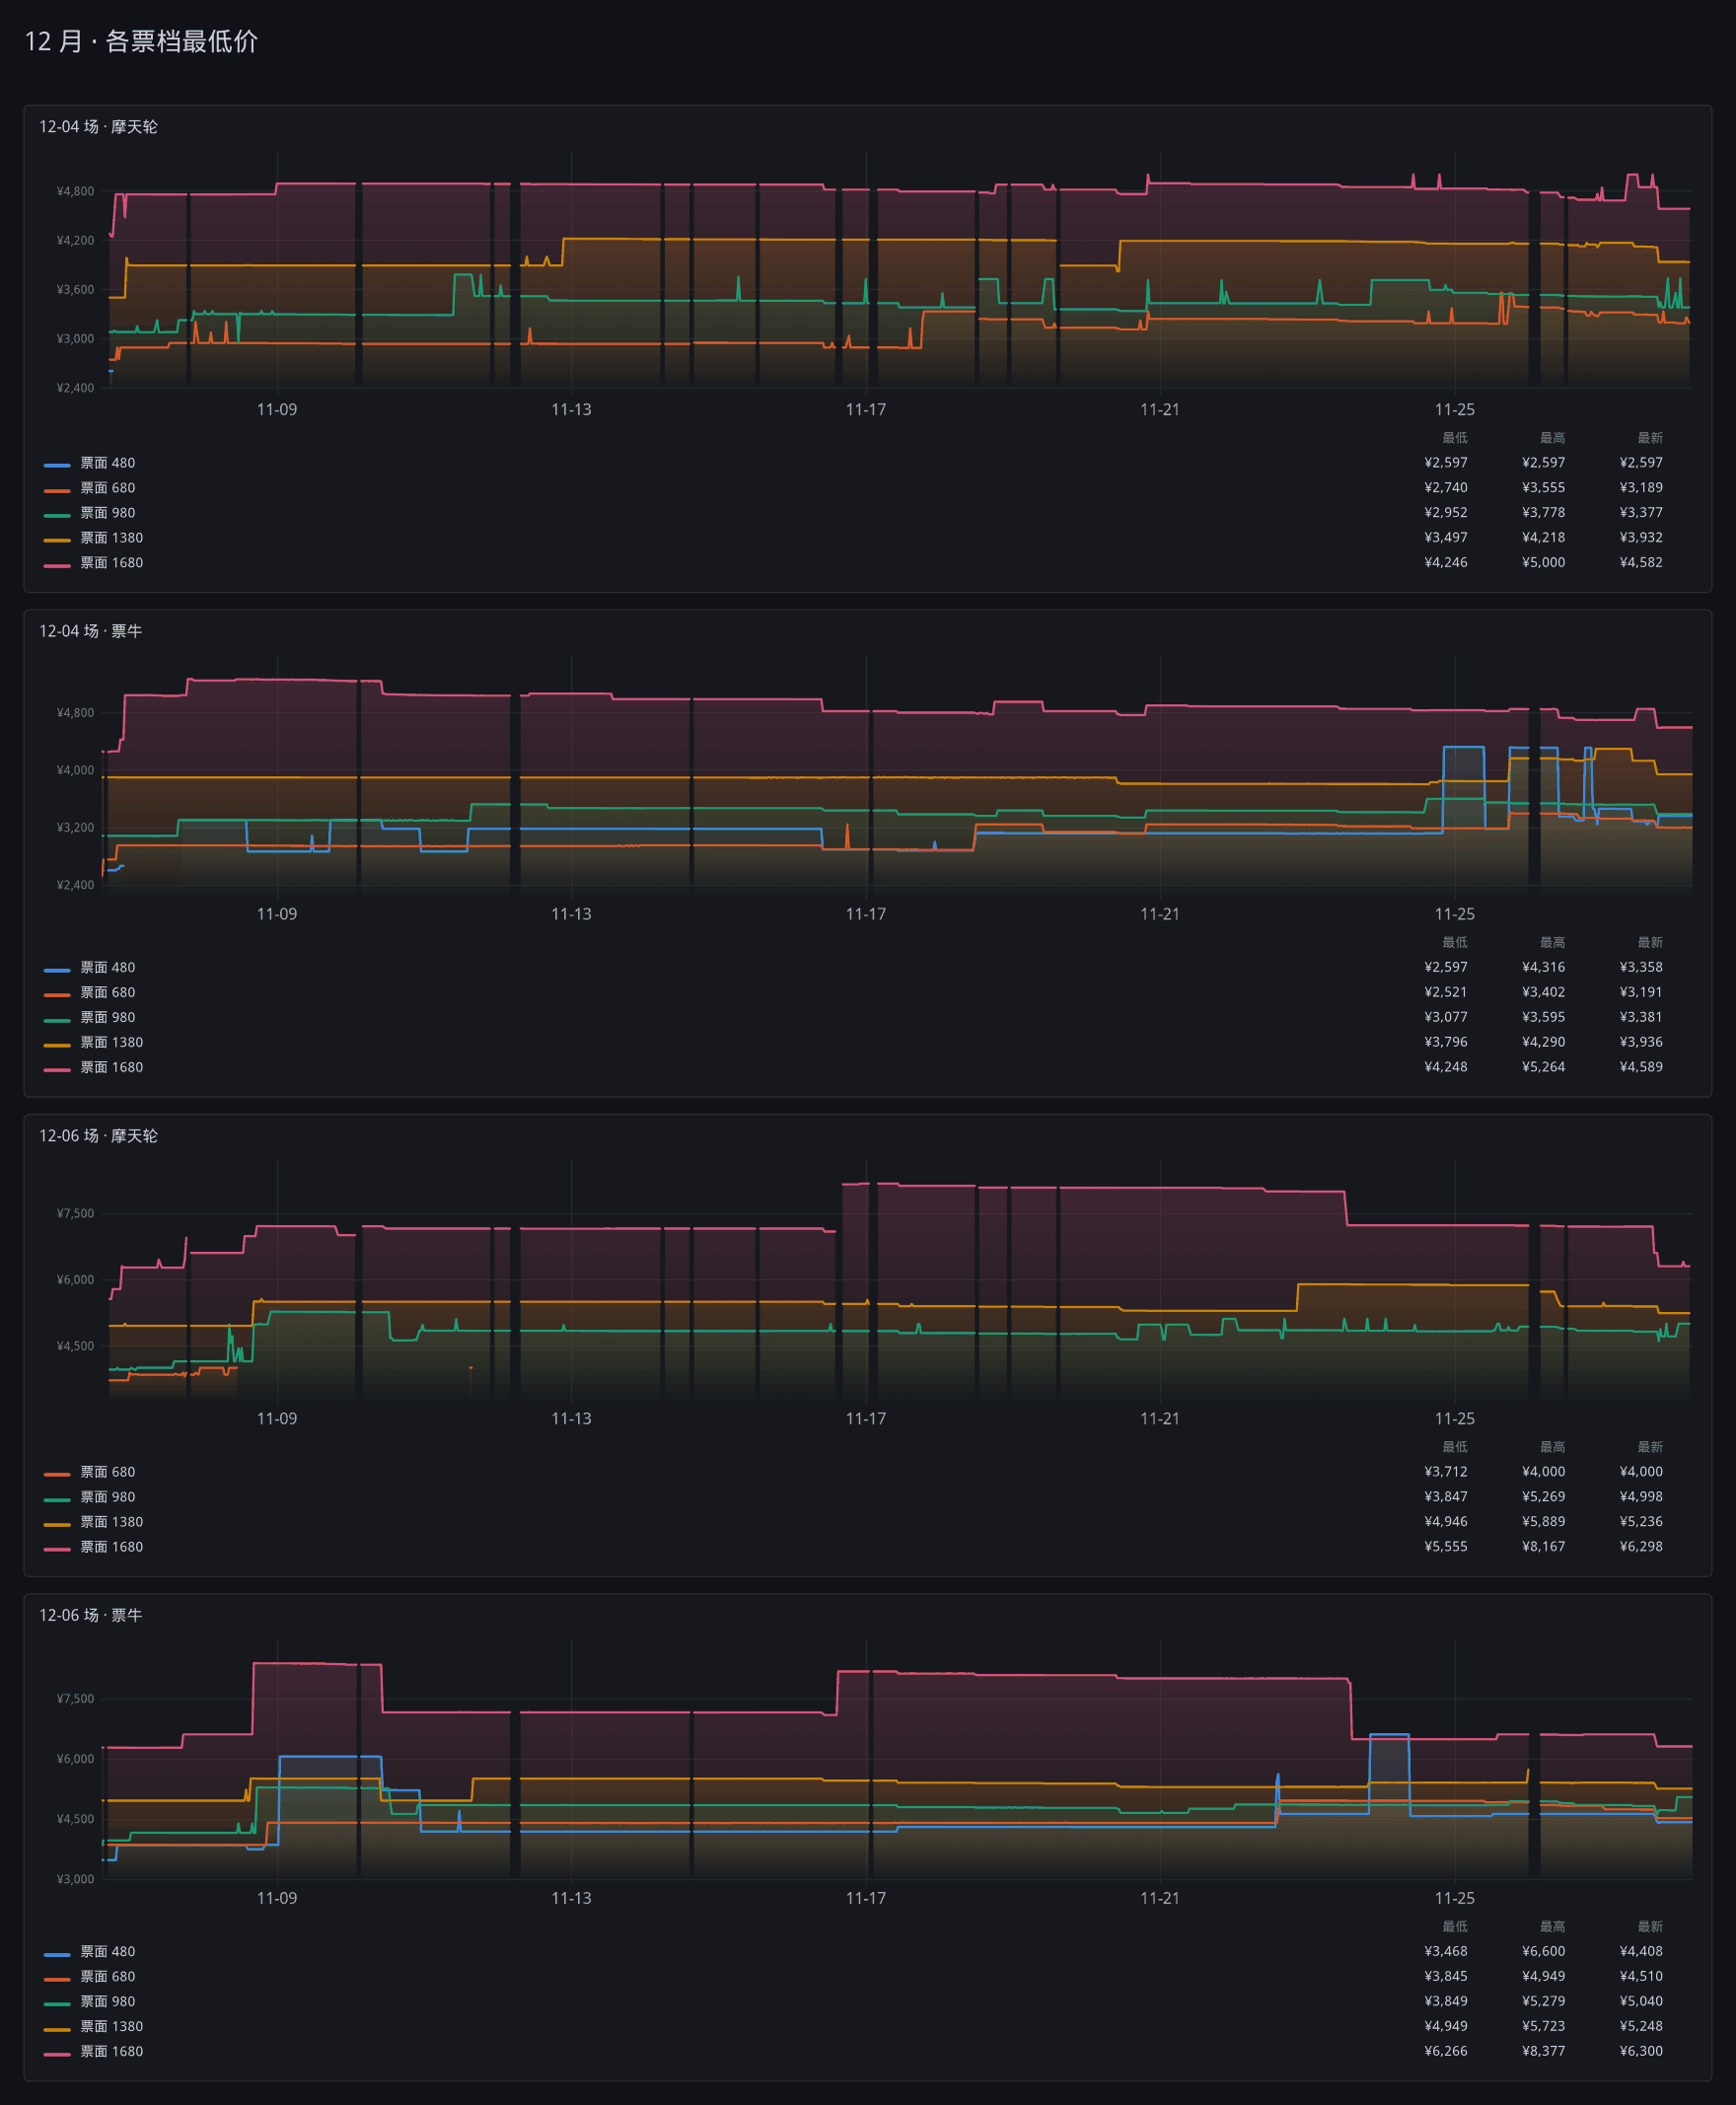 12 月 · 各票档最低价
12-04 场 · 摩天轮
¥4,800
¥4,200
¥3,600
¥3,000
¥2,400
11-09 11-13 11-17 11-21 11-25
最低 最高 最新
票面 480 ¥2,597 ¥2,597 ¥2,597
票面 680 ¥2,740 ¥3,555 ¥3,189
票面 980 ¥2,952 ¥3,778 ¥3,377
票面 1380 ¥3,497 ¥4,218 ¥3,932
票面 1680 ¥4,246 ¥5,000 ¥4,582
12-04 场 · 票牛
¥4,800
¥4,000
¥3,200
¥2,400
11-09 11-13 11-17 11-21 11-25
最低 最高 最新
票面 480 ¥2,597 ¥4,316 ¥3,358
票面 680 ¥2,521 ¥3,402 ¥3,191
票面 980 ¥3,077 ¥3,595 ¥3,381
票面 1380 ¥3,796 ¥4,290 ¥3,936
票面 1680 ¥4,248 ¥5,264 ¥4,589
12-06 场 · 摩天轮
¥7,500
¥6,000
¥4,500
11-09 11-13 11-17 11-21 11-25
最低 最高 最新
票面 680 ¥3,712 ¥4,000 ¥4,000
票面 980 ¥3,847 ¥5,269 ¥4,998
票面 1380 ¥4,946 ¥5,889 ¥5,236
票面 1680 ¥5,555 ¥8,167 ¥6,298
12-06 场 · 票牛
¥7,500
¥6,000
¥4,500
¥3,000
11-09 11-13 11-17 11-21 11-25
最低 最高 最新
票面 480 ¥3,468 ¥6,600 ¥4,408
票面 680 ¥3,845 ¥4,949 ¥4,510
票面 980 ¥3,849 ¥5,279 ¥5,040
票面 1380 ¥4,949 ¥5,723 ¥5,248
票面 1680 ¥6,266 ¥8,377 ¥6,300